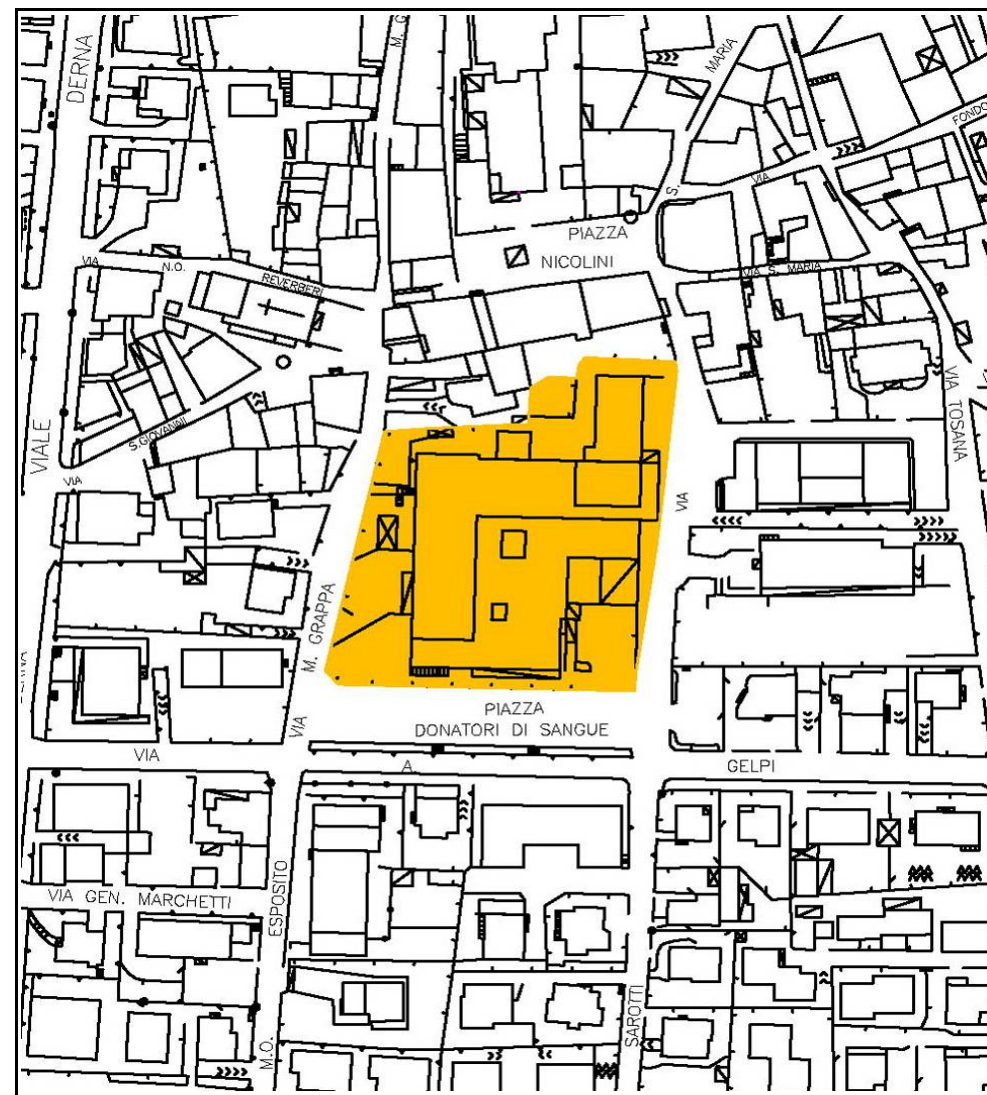 DERNA
M. G
MARIA
FONDO
VIA
S.
PIAZZA
NICOLINI
VIA
N.O.
REVERBERI
VIA S. MARIA
VIA TOSANA
VIALE
S.GIOVANNI
VIA
VIA
M. GRAPPA
VIA
PIAZZA
DONATORI DI SANGUE
VIA
A.
GELPI
VIA GEN. MARCHETTI
ESPOSITO
M.O.
SAROTTI